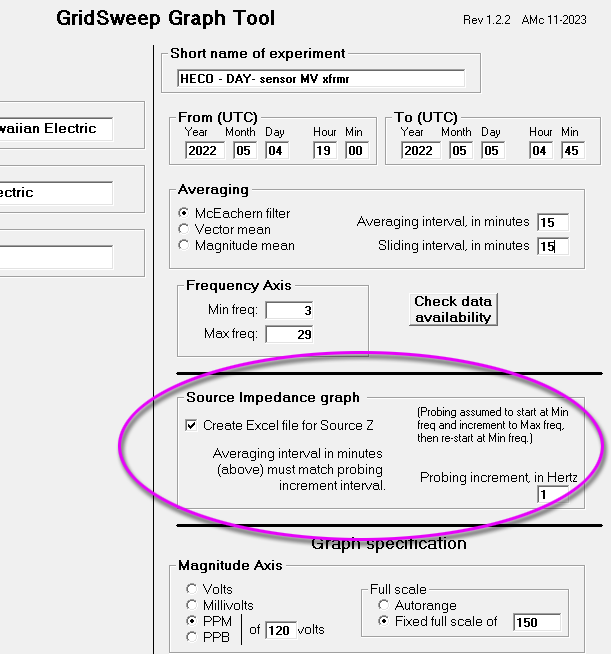 GridSweep Graph Tool
Rev 1.2.2 AMc 11-2023
Short name of experiment
HECO - DAY- sensor MV xfrmr
waiian Electric
ectric
From (UTC)
Year Month Day Hour Min
2022 05 04 19 00
To (UTC)
Year Month Day Hour Min
2022 05 05 04 45
Averaging
McEachern filter
Vector mean
Magnitude mean
Averaging interval, in minutes 15
Sliding interval, in minutes 15
Frequency Axis
Min freq: 3
Max freq: 29
Check data
availability
Source Impedance graph
Create Excel file for Source Z
Averaging interval in minutes
(above) must match probing
increment interval.
(Probing assumed to start at Min
freq and increment to Max freq,
then re-start at Min freq.)
Probing increment, in Hertz
1
Graph specification
Magnitude Axis
Volts
Millivolts
PPM
PPB
of 120 volts
Full scale
Autorange
Fixed full scale of 150